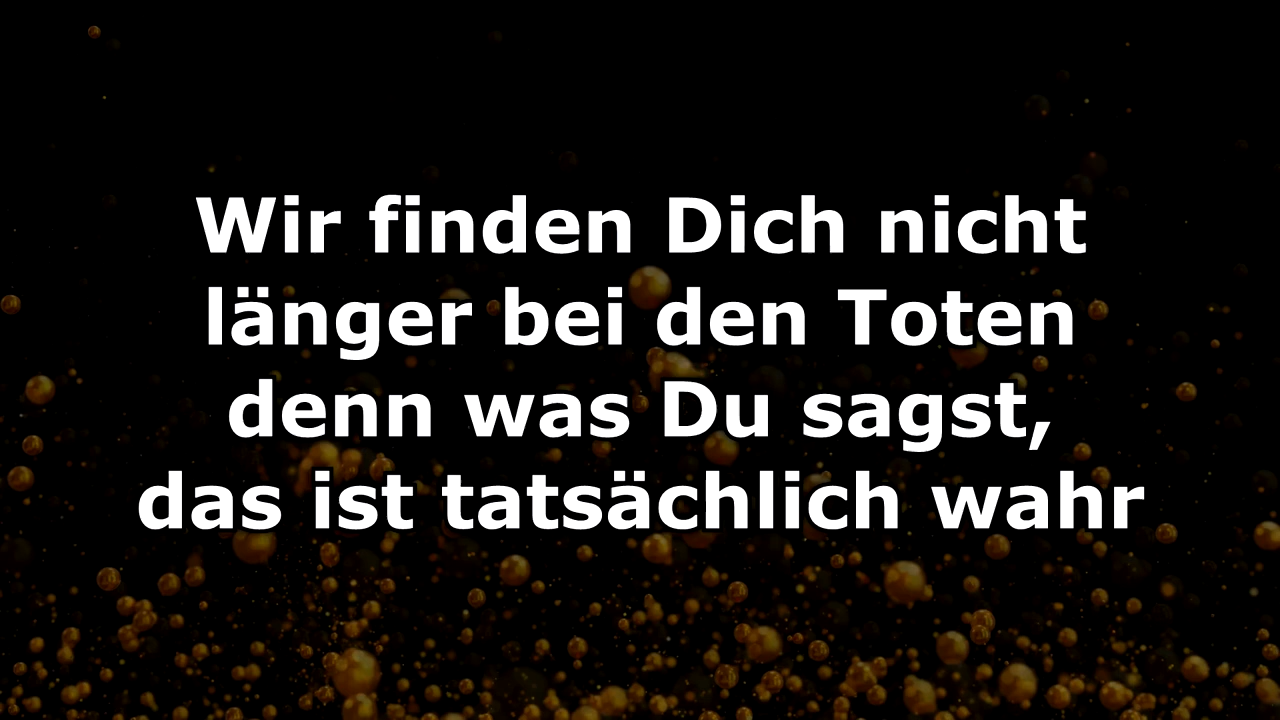 Wir finden Dich nicht
länger bei den Toten
denn was Du sagst,
das ist tatsächlich wahr